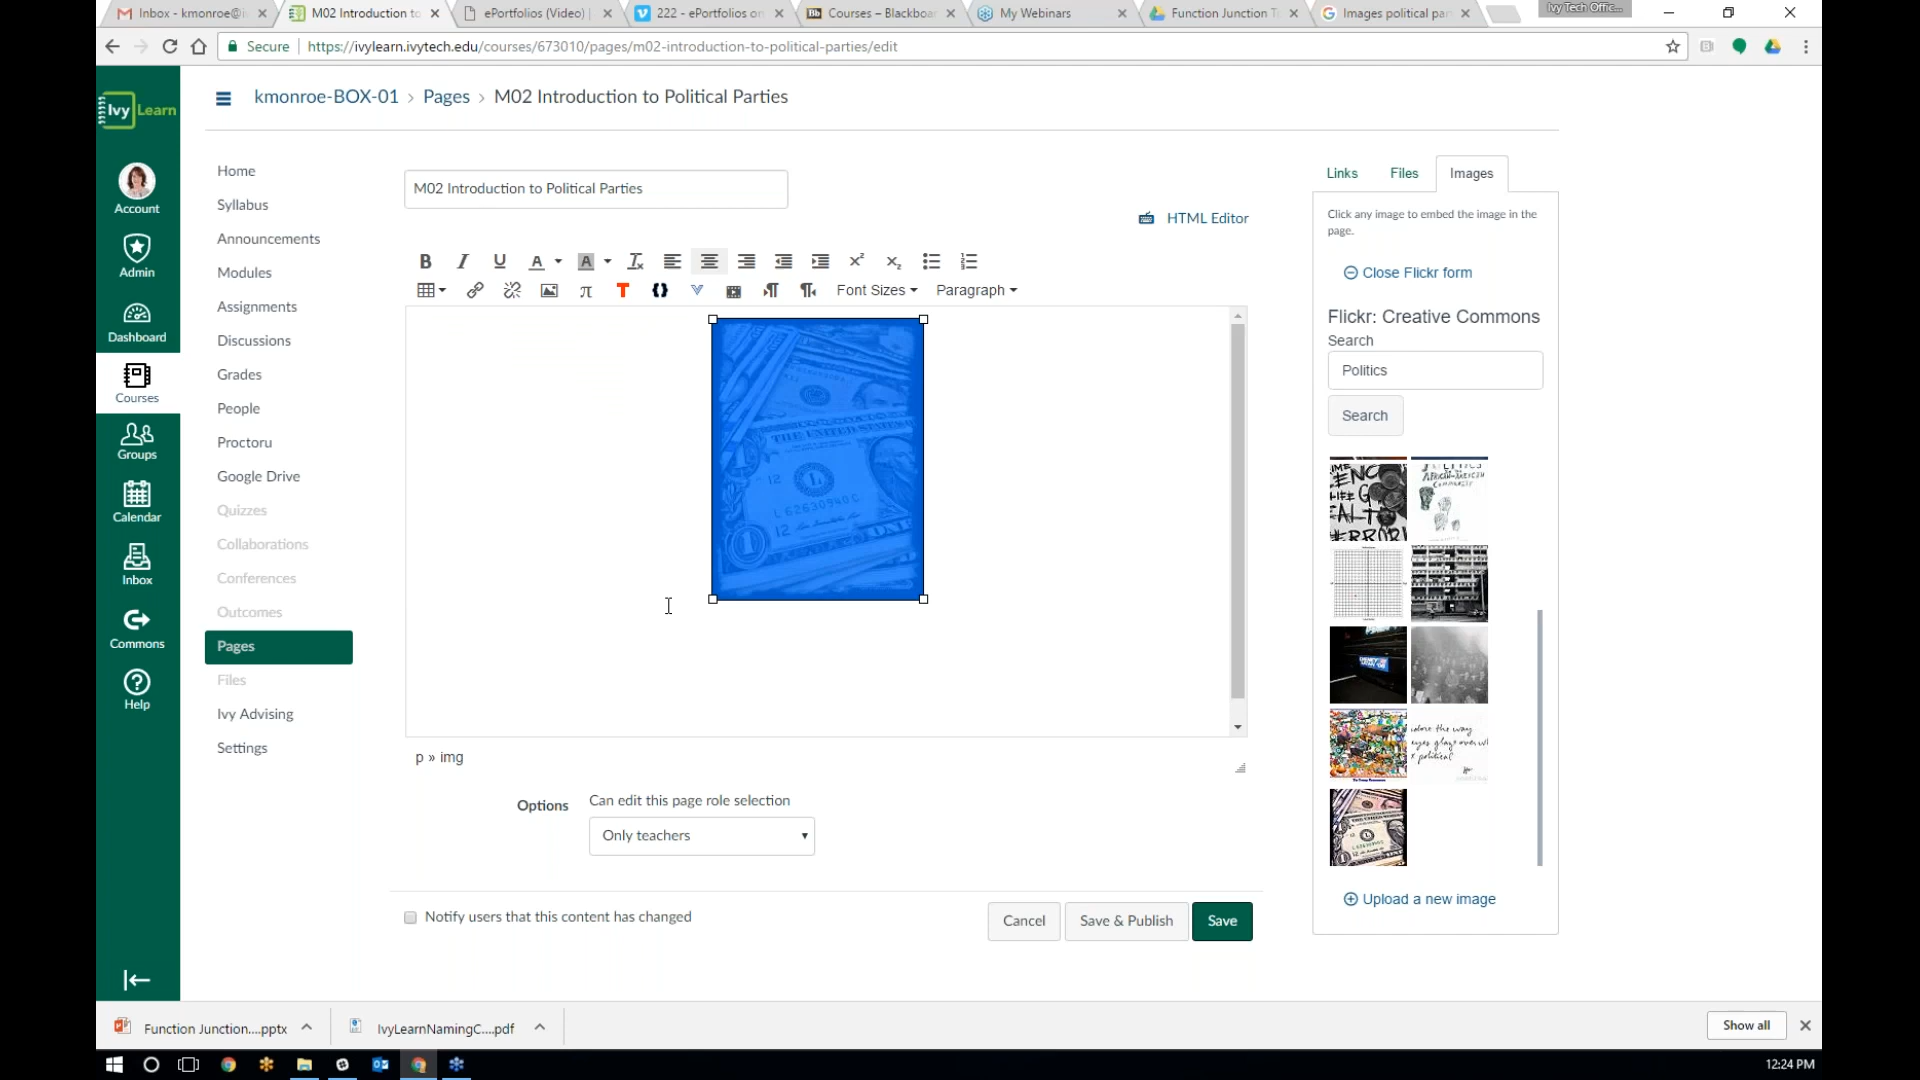 Inbox - kmonroe@i
M02 Introduction to
ePortfolios (Video) |
222 - ePortfolios on
Courses – Blackboar
My Webinars
Function Junction T
Images political par
Ivy Tech Offic...
Secure
https://ivylearn.ivytech.edu/courses/673010/pages/m02-introduction-to-political-parties/edit
Ivy Learn
kmonroe-BOX-01 › Pages › M02 Introduction to Political Parties
Account
Admin
Dashboard
Courses
Groups
Calendar
Inbox
Commons
Help
Home
Syllabus
Announcements
Modules
Assignments
Discussions
Grades
People
Proctoru
Google Drive
Quizzes
Collaborations
Conferences
Outcomes
Pages
Files
Ivy Advising
Settings
M02 Introduction to Political Parties
HTML Editor
Font Sizes
Paragraph
THE UNITED STATES
12
L 62630940 C
12
p » img
Options
Can edit this page role selection
Only teachers
Notify users that this content has changed
Cancel
Save & Publish
Save
Links
Files
Images
Click any image to embed the image in the
page.
Close Flickr form
Flickr: Creative Commons
Search
Politics
Search
Upload a new image
Function Junction....pptx
IvyLearnNamingC....pdf
Show all
12:24 PM